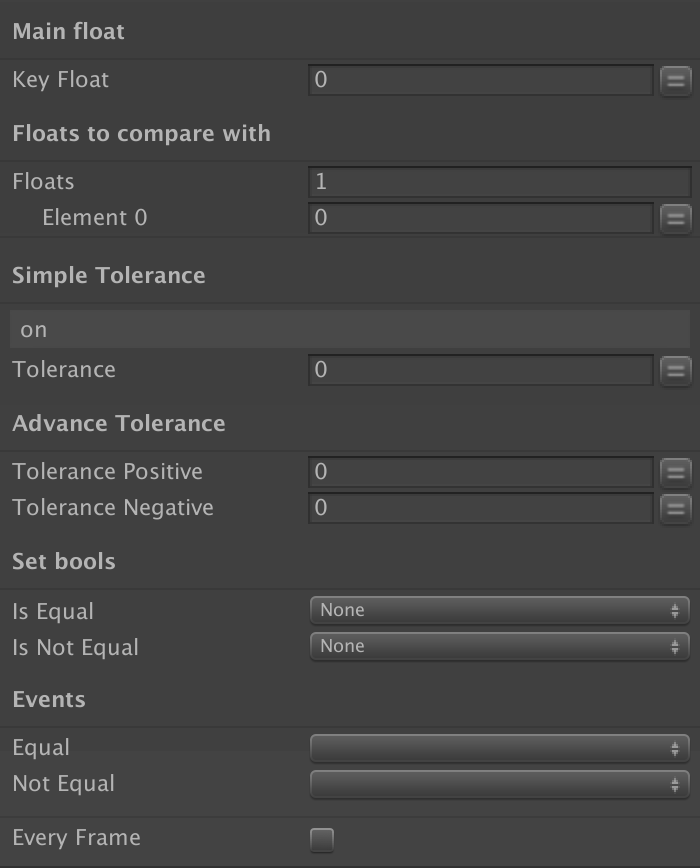 Main float
Key Float 0
Floats to compare with
Floats 1
Element 0 0
Simple Tolerance
on
Tolerance 0
Advance Tolerance
Tolerance Positive 0
Tolerance Negative 0
Set bools
Is Equal None
Is Not Equal None
Events
Equal
Not Equal
Every Frame